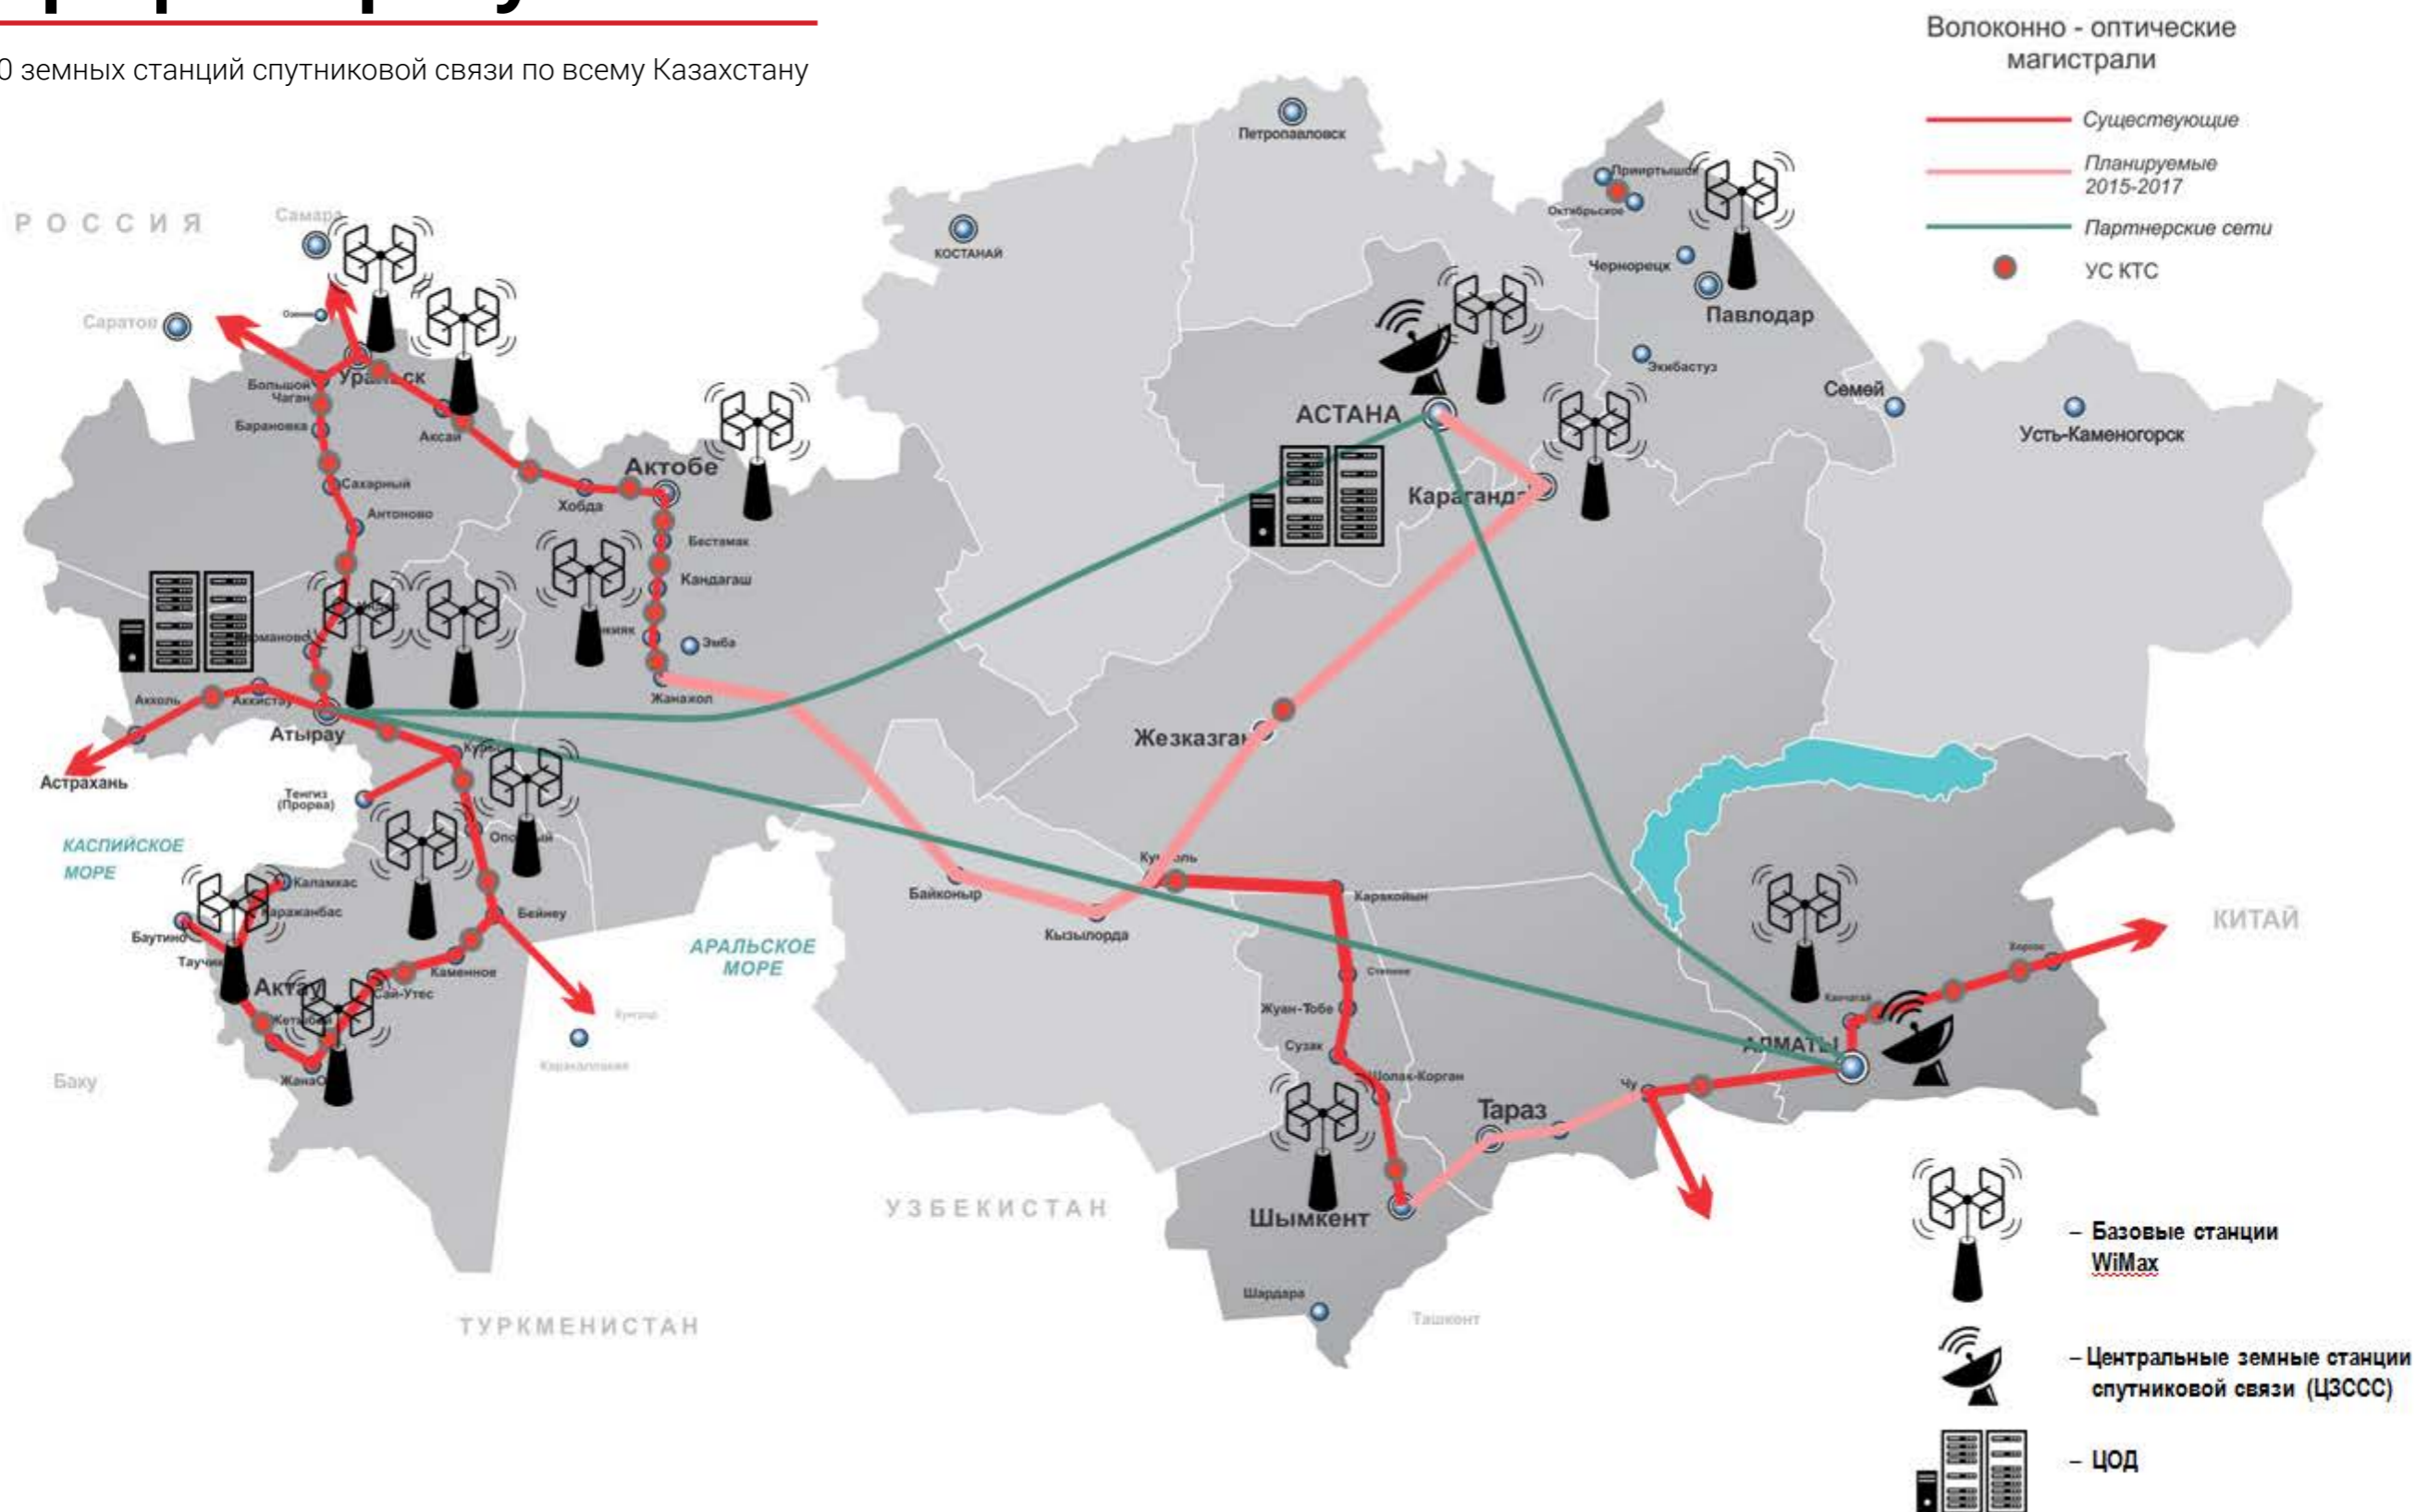 0 земных станций спутниковой связи по всему Казахстану
Волоконно - оптические
магистрали
Существующие
Планируемые
2015-2017
Партнерские сети
УС КТС
РОССИЯ
Самара
Саратов
Петропавловск
КОСТАНАЙ
Прииртышск
Октябрьское
Чернорецк
Павлодар
Экибастуз
Семей
Усть-Каменогорск
Большой
Чаган
Уральск
Барановка
Аксай
Сахарный
Антоново
Хобда
Актобе
Бестамак
Кандагаш
Эмба
Жанажол
АСТАНА
Караганда
Жезказган
Акколь
Аккистау
Атырау
Астрахань
Тенгиз
(Прорва)
КАСПИЙСКОЕ
МОРЕ
Каламкас
Каражанбас
Баутино
Таучик
Актау
Бейнеу
Каменное
Сай-Утес
Баку
АРАЛЬСКОЕ
МОРЕ
Байконыр
Кызылорда
Каракойын
Жуан-Тобе
Сузак
Шолак-Корган
Тараз
Чу
АЛМАТЫ
КИТАЙ
Шымкент
Шардара
Ташкент
УЗБЕКИСТАН
ТУРКМЕНИСТАН
– Базовые станции
WiMax
– Центральные земные станции
спутниковой связи (ЦЗССС)
– ЦОД